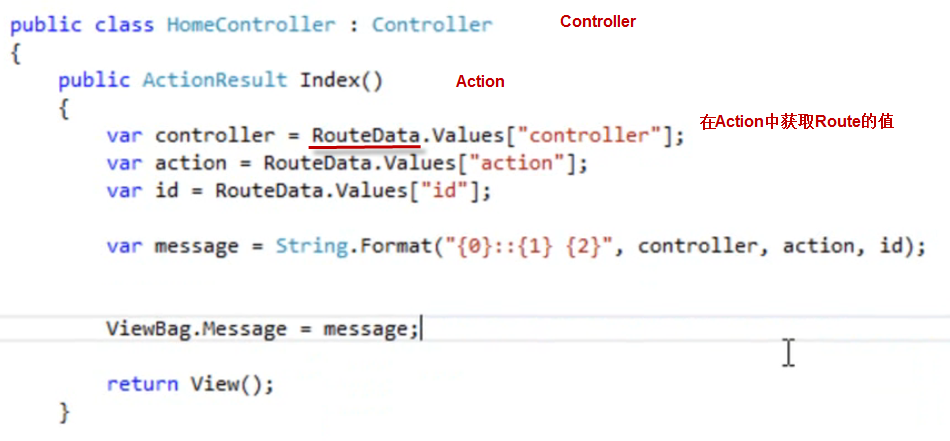 public class HomeController : Controller Controller
{
public ActionResult Index() Action
{
var controller = RouteData.Values["controller"]; 在Action中获取Route的值
var action = RouteData.Values["action"];
var id = RouteData.Values["id"];
var message = String.Format("{0}::{1} {2}", controller, action, id);
ViewBag.Message = message;
return View();
}